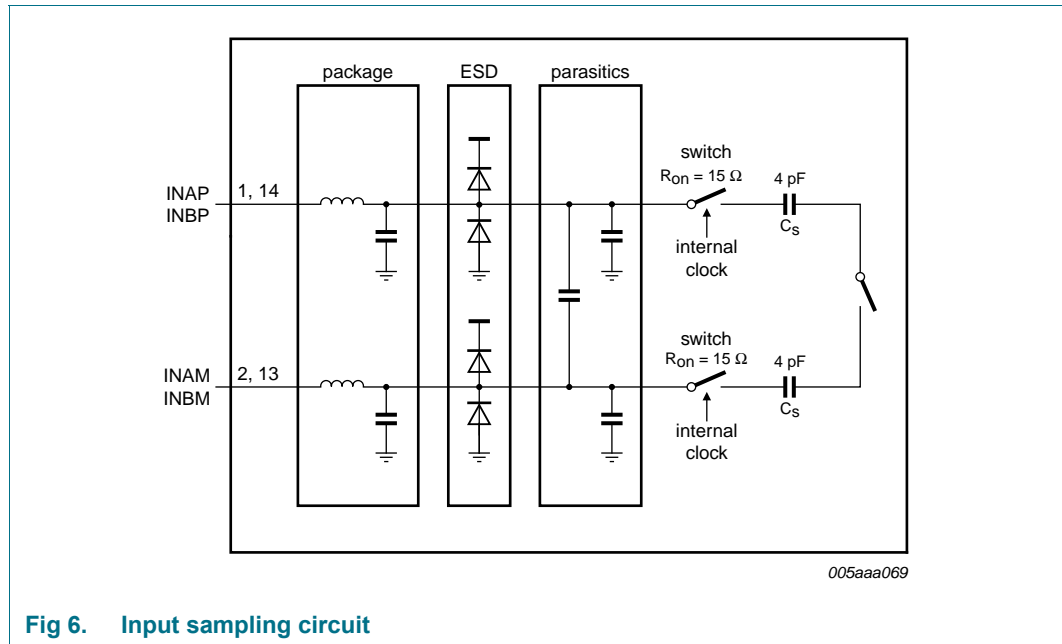 package
ESD
parasitics
switch
Ron = 15 Ω
4 pF
INAP
INBP
1, 14
internal
clock
Cs
switch
Ron = 15 Ω
4 pF
INAM
INBM
2, 13
internal
clock
Cs
005aaa069
Fig 6. Input sampling circuit